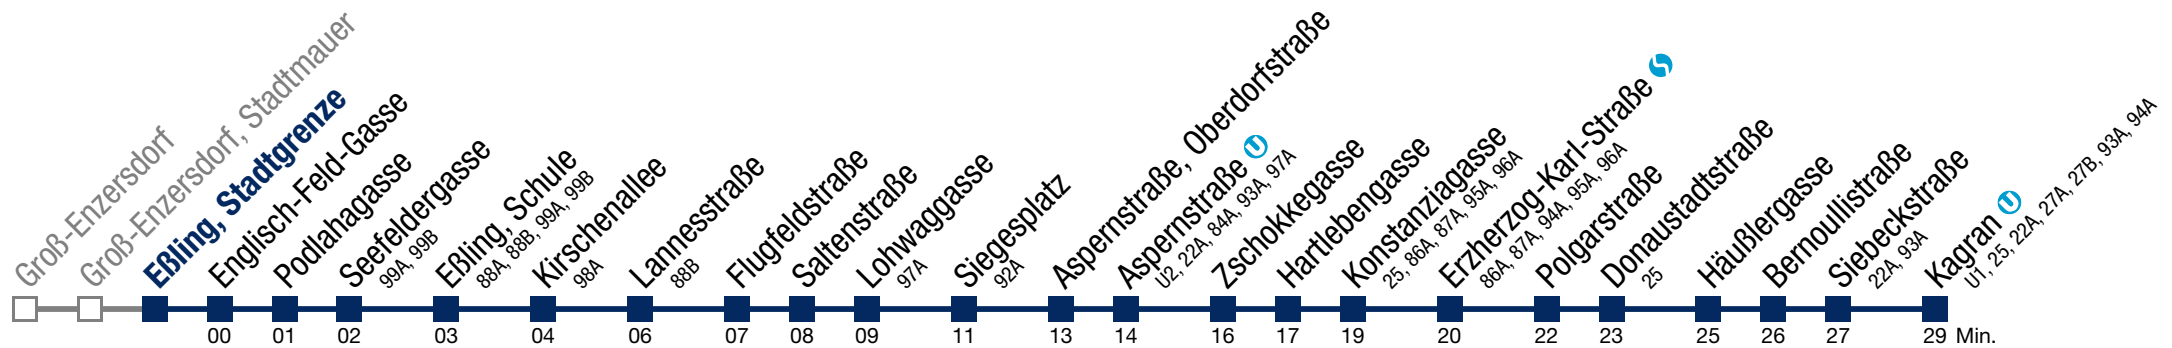 Groß-Enzersdorf
Groß-Enzersdorf, Stadtmauer
Eßling, Stadtgrenze
Englisch-Feld-Gasse
Podlahagasse
Seefeldergasse
99A, 99B
Eßling, Schule
88A, 88B, 99A, 99B
Kirschenallee
98A
Lannesstraße
88B
Flugfeldstraße
Saltenstraße
Lohwaggasse
97A
Siegesplatz
92A
Aspernstraße, Oberdorfstraße
Aspernstraße U
U2, 22A, 84A, 93A, 97A
Zschokkegasse
Hartlebengasse
Konstanziagasse
25, 86A, 87A, 95A, 96A
Erzherzog-Karl-Straße S
86A, 87A, 94A, 95A, 96A
Polgarstraße
Donaustadtstraße
25
Häußlergasse
Bernoullistraße
Siebeckstraße
22A, 93A
Kagran U
U1, 25, 22A, 27A, 27B, 93A, 94A
00 01 02 03 04 06 07 08 09 11 13 14 16 17 19 20 22 23 25 26 27 29 Min.